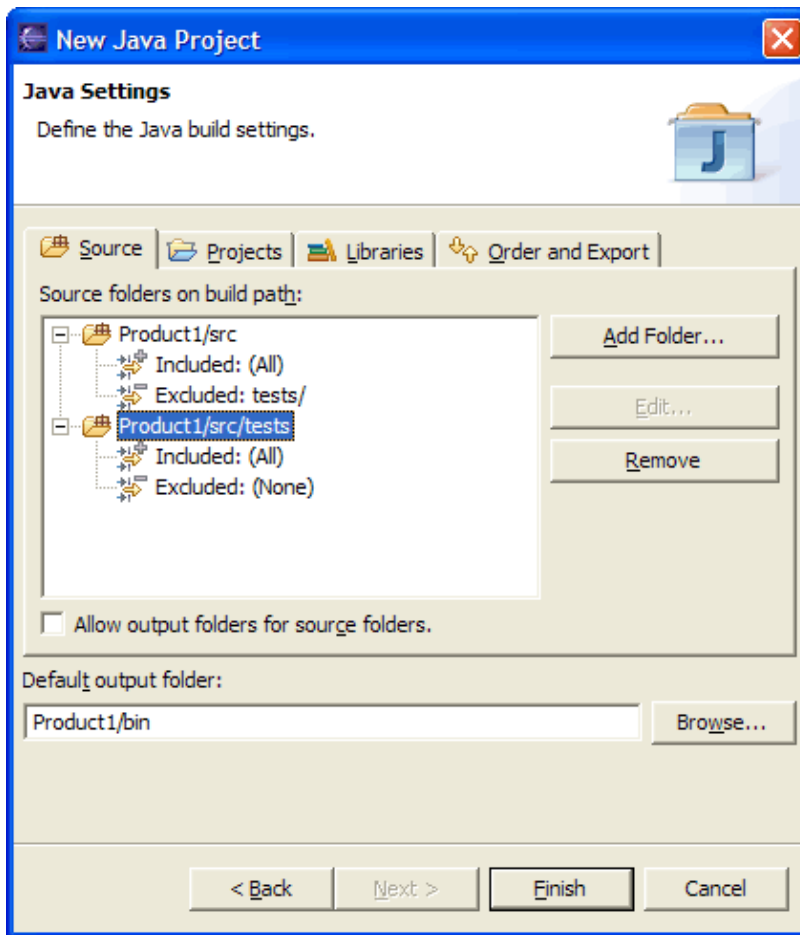 New Java Project
Java Settings
Define the Java build settings.
J
Source Projects Libraries Order and Export
Source folders on build path:
Product1/src
Included: (All)
Excluded: tests/
Product1/src/tests
Included: (All)
Excluded: (None)
Add Folder...
Edit...
Remove
Allow output folders for source folders.
Default output folder:
Product1/bin
Browse...
< Back Next > Finish Cancel